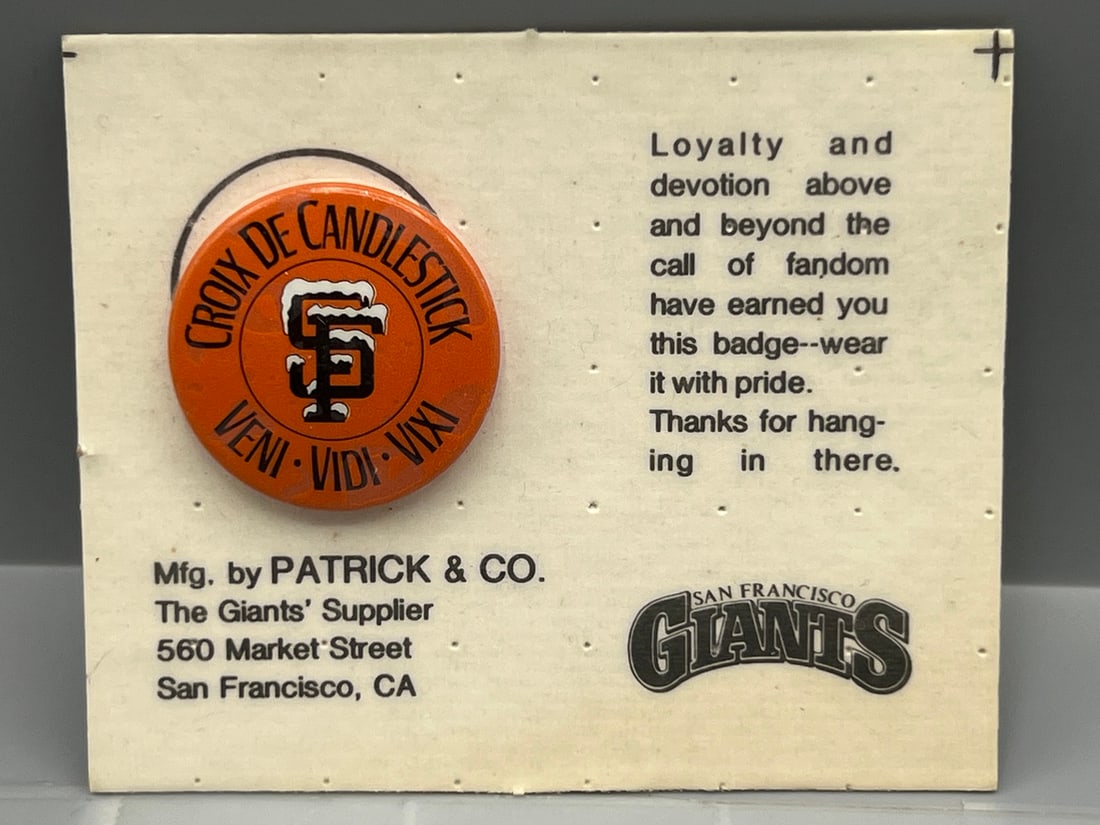 CROIX DE CANDLESTICK
SF
VENI · VIDI · VIXI
Loyalty and
devotion above
and beyond the
call of fandom
have earned you
this badge--wear
it with pride.
Thanks for hang-
ing in there.
Mfg. by PATRICK & CO.
The Giants' Supplier
560 Market Street
San Francisco, CA
SAN FRANCISCO
GIANTS